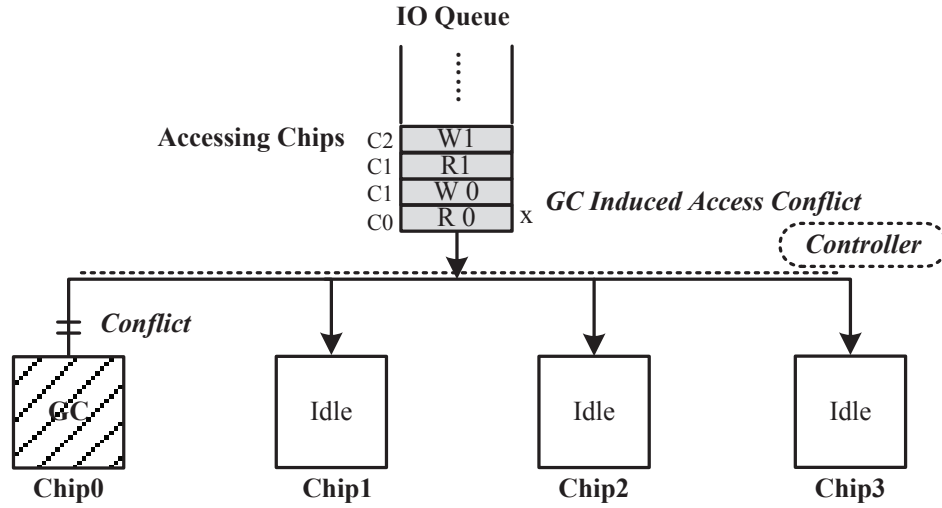 IO Queue
Accessing Chips
C2 W1
C1 R1
C1 W 0
C0 R 0 x
GC Induced Access Conflict
Controller
Conflict
GC
Idle
Idle
Idle
Chip0
Chip1
Chip2
Chip3